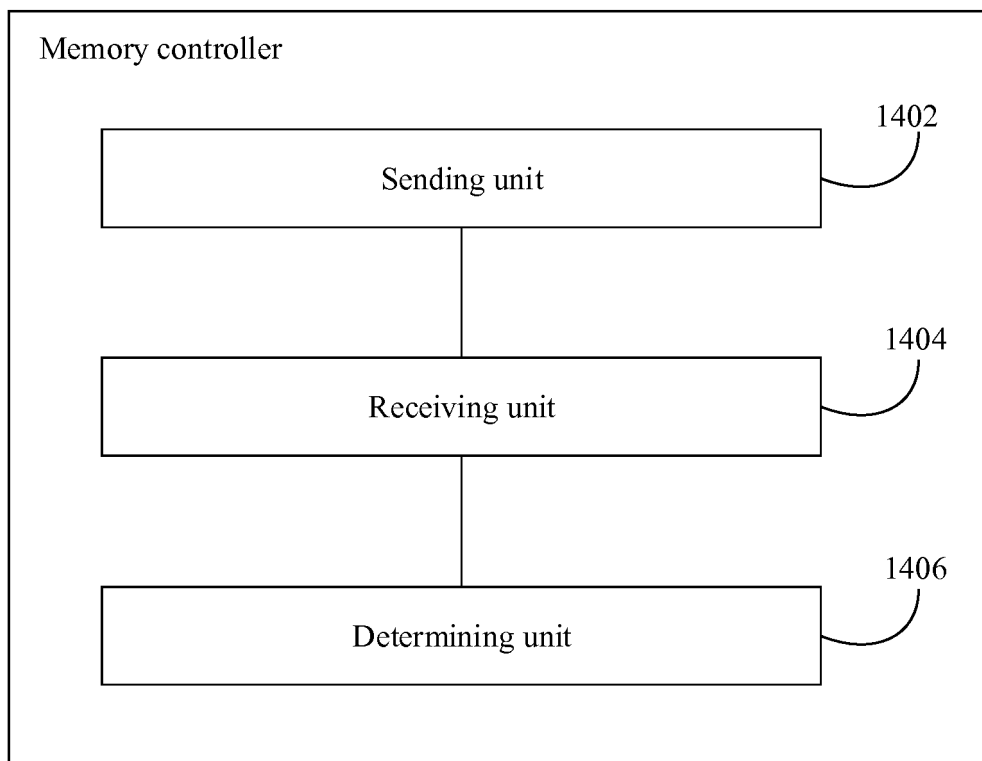 Memory controller
1402
Sending unit
1404
Receiving unit
1406
Determining unit